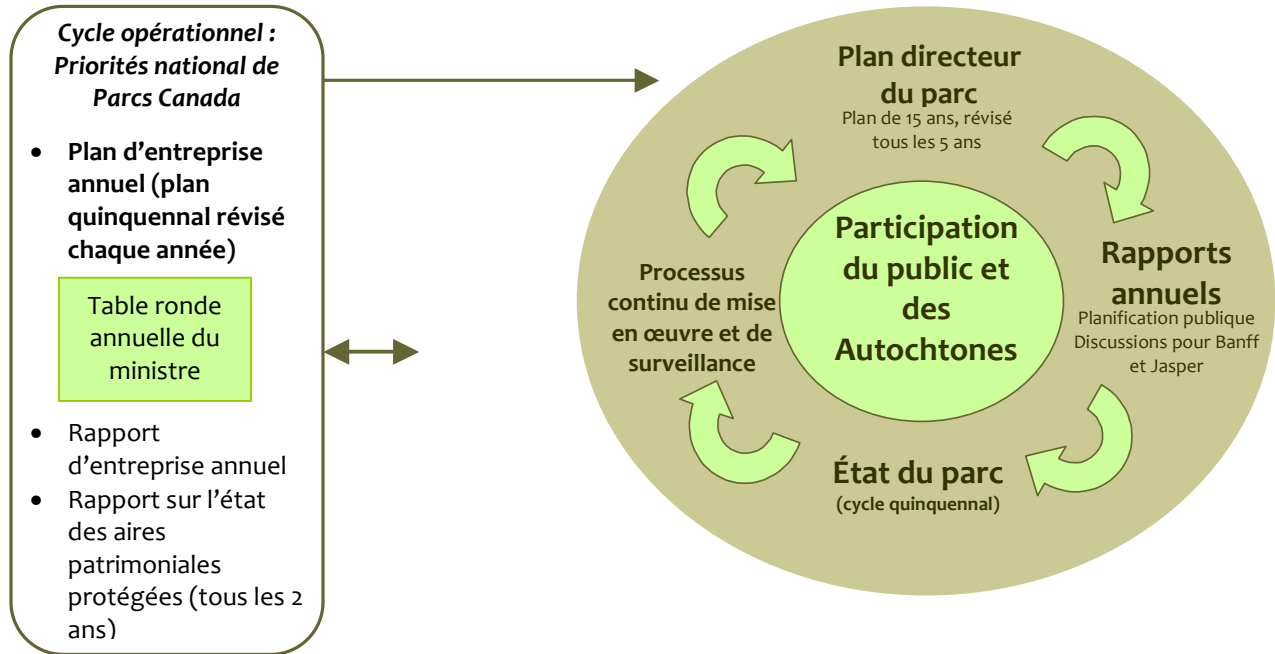 Cycle opérationnel :
Priorités national de
Parcs Canada
• Plan d'entreprise
annuel (plan
quinquennal révisé
chaque année)
Table ronde
annuelle du
ministre
• Rapport
d'entreprise annuel
• Rapport sur l'état
des aires
patrimoniales
protégées (tous les 2
ans)
Plan directeur
du parc
Plan de 15 ans, révisé
tous les 5 ans
Rapports
annuels
Planification publique
Discussions pour Banff
et Jasper
État du parc
(cycle quinquennal)
Processus
continu de mise
en œuvre et de
surveillance
Participation
du public et
des
Autochtones